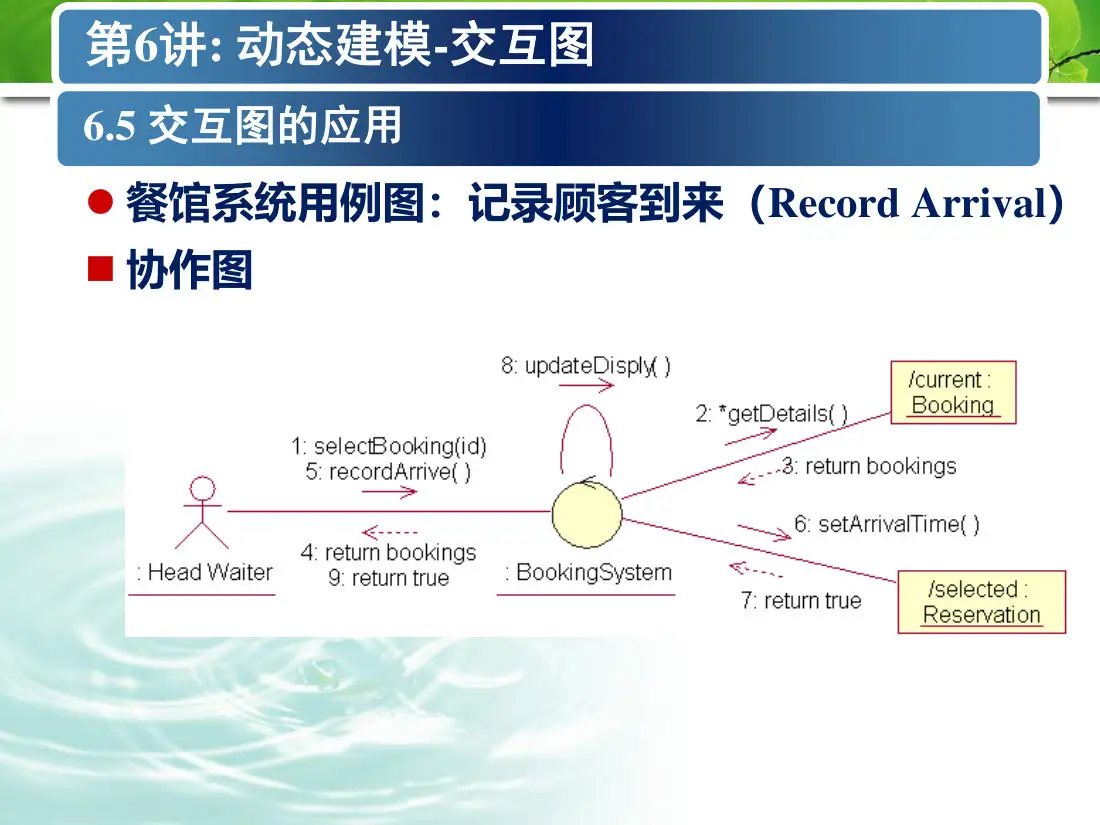 第6讲: 动态建模-交互图
6.5 交互图的应用
餐馆系统用例图：记录顾客到来（Record Arrival）
协作图
8: updateDisply( )
/current :
Booking
2: *getDetails( )
1: selectBooking(id)
5: recordArrive( )
3: return bookings
6: setArrivalTime( )
4: return bookings
9: return true
: Head Waiter
: BookingSystem
7: return true
/selected :
Reservation